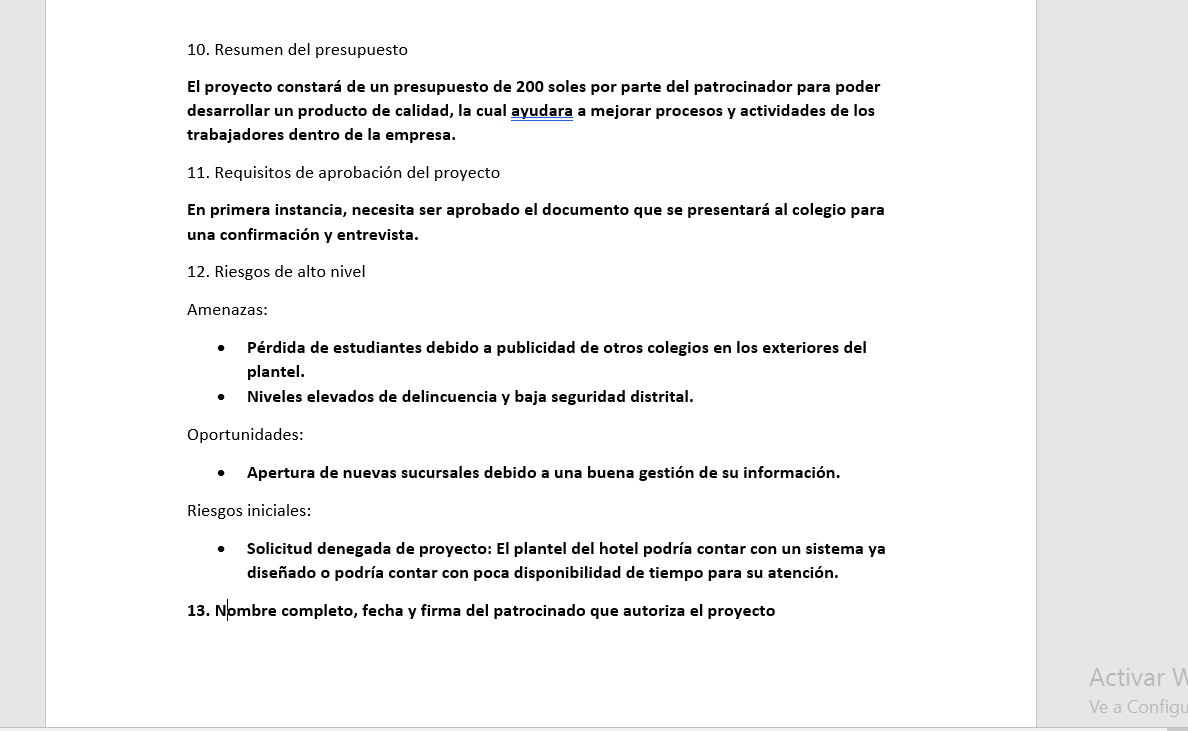 10. Resumen del presupuesto
El proyecto constará de un presupuesto de 200 soles por parte del patrocinador para poder
desarrollar un producto de calidad, la cual ayudara a mejorar procesos y actividades de los
trabajadores dentro de la empresa.
11. Requisitos de aprobación del proyecto
En primera instancia, necesita ser aprobado el documento que se presentará al colegio para
una confirmación y entrevista.
12. Riesgos de alto nivel
Amenazas:
• Pérdida de estudiantes debido a publicidad de otros colegios en los exteriores del
plantel.
• Niveles elevados de delincuencia y baja seguridad distrital.
Oportunidades:
• Apertura de nuevas sucursales debido a una buena gestión de su información.
Riesgos iniciales:
• Solicitud denegada de proyecto: El plantel del hotel podría contar con un sistema ya
diseñado o podría contar con poca disponibilidad de tiempo para su atención.
13. Nombre completo, fecha y firma del patrocinado que autoriza el proyecto
Activar W
Ve a Configu